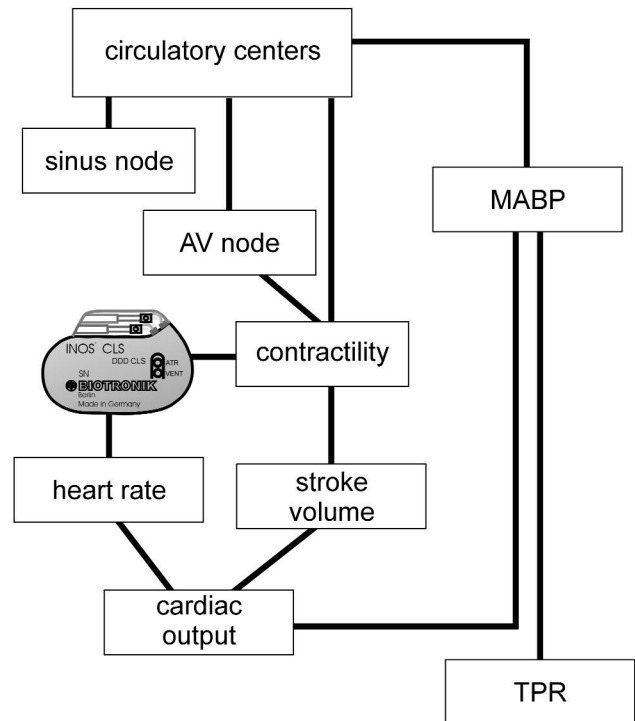 circulatory centers
sinus node
MABP
AV node
INOS² CLS
DDD CLS
ATR
VENT
SN
BIOTRONIK
Berlin
Made in Germany
contractility
heart rate
stroke
volume
cardiac
output
TPR